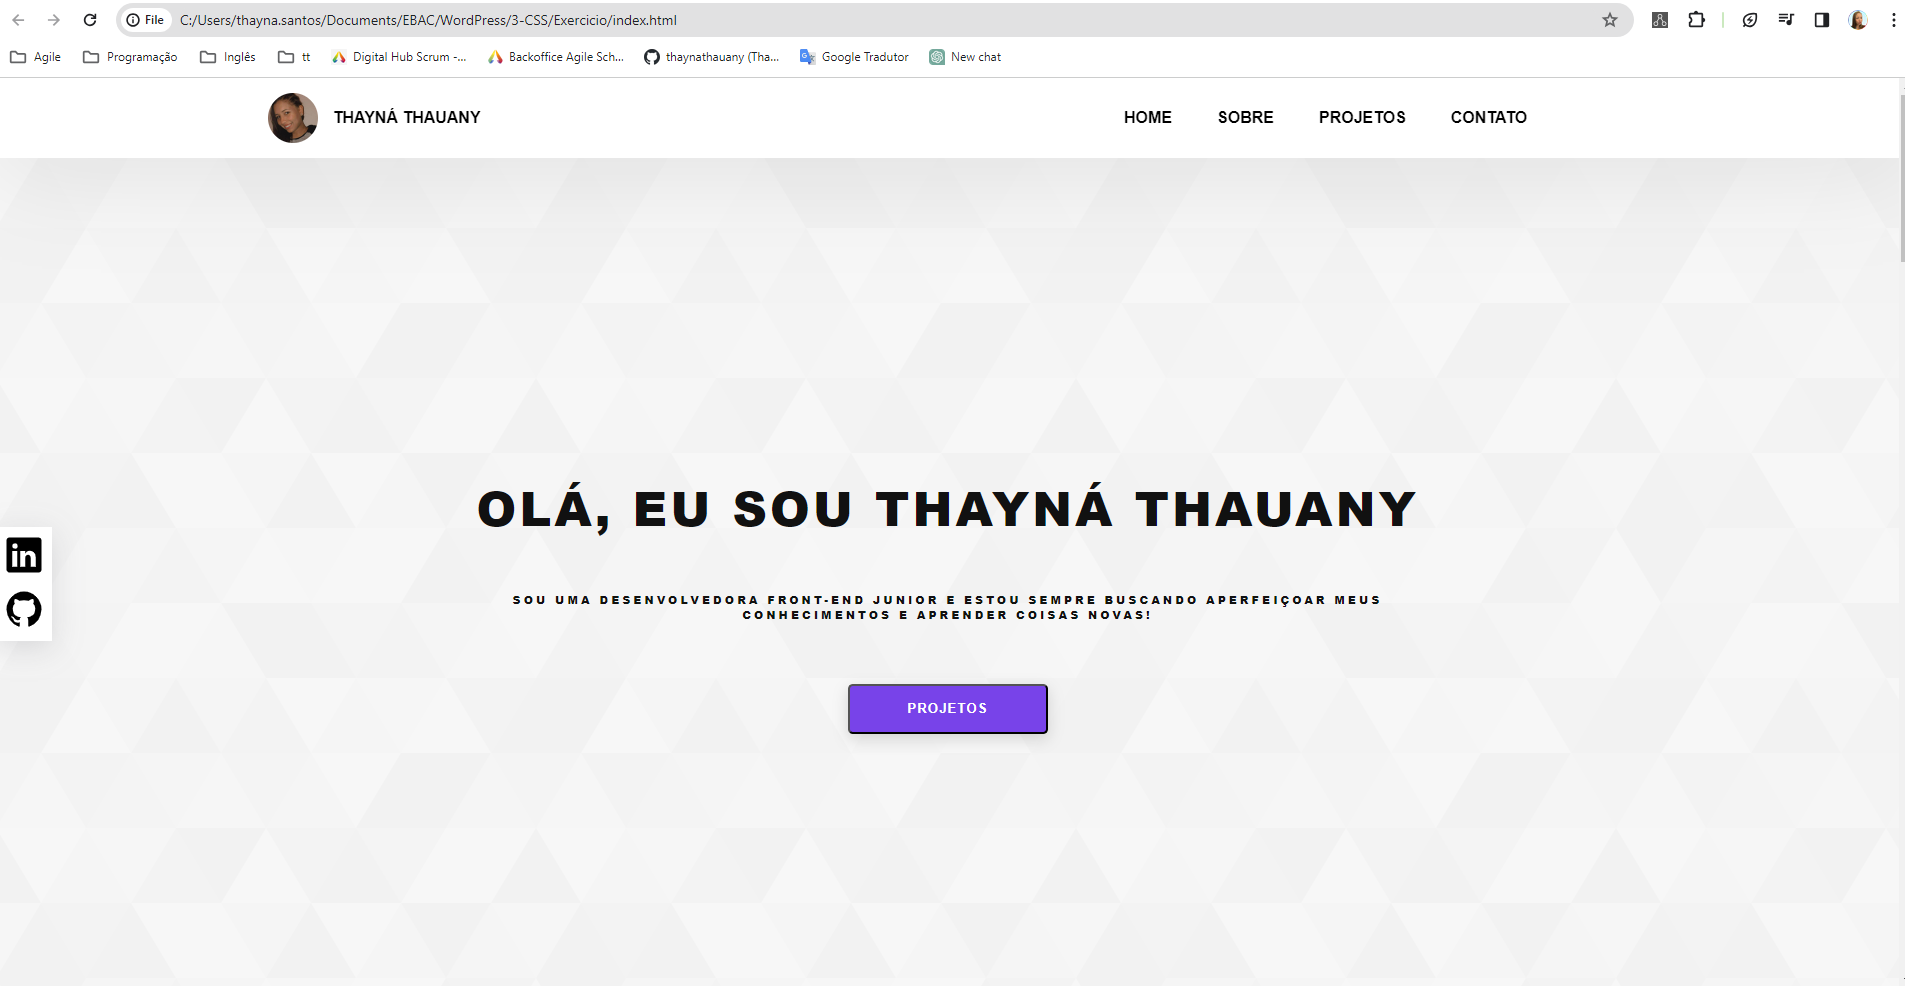 File C:/Users/thayna.santos/Documents/EBAC/WordPress/3-CSS/Exercicio/index.html
Agile Programação Inglês tt Digital Hub Scrum -... Backoffice Agile Sch... thaynathauany (Tha... Google Tradutor New chat
THAYNÁ THAUANY HOME SOBRE PROJETOS CONTATO
OLÁ, EU SOU THAYNÁ THAUANY
in
SOU UMA DESENVOLVEDORA FRONT-END JUNIOR E ESTOU SEMPRE BUSCANDO APERFEIÇOAR MEUS
CONHECIMENTOS E APRENDER COISAS NOVAS!
PROJETOS